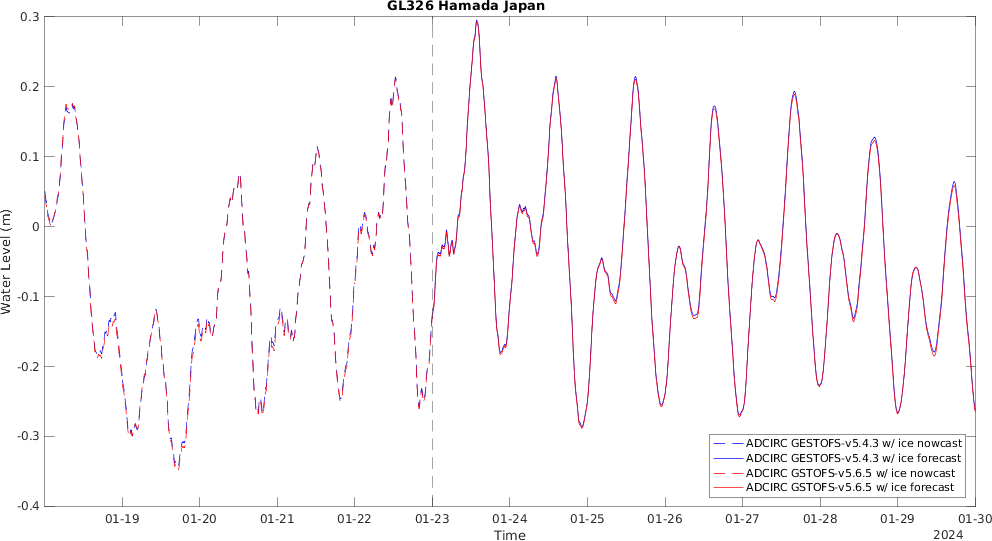 GL326 Hamada Japan
0.3
0.2
0.1
0
-0.1
-0.2
-0.3
-0.4
Water Level (m)
ADCIRC GESTOFS-v5.4.3 w/ ice nowcast
ADCIRC GESTOFS-v5.4.3 w/ ice forecast
ADCIRC GSTOFS-v5.6.5 w/ ice nowcast
ADCIRC GSTOFS-v5.6.5 w/ ice forecast
01-19 01-20 01-21 01-22 01-23 01-24 01-25 01-26 01-27 01-28 01-29 01-30
Time
2024